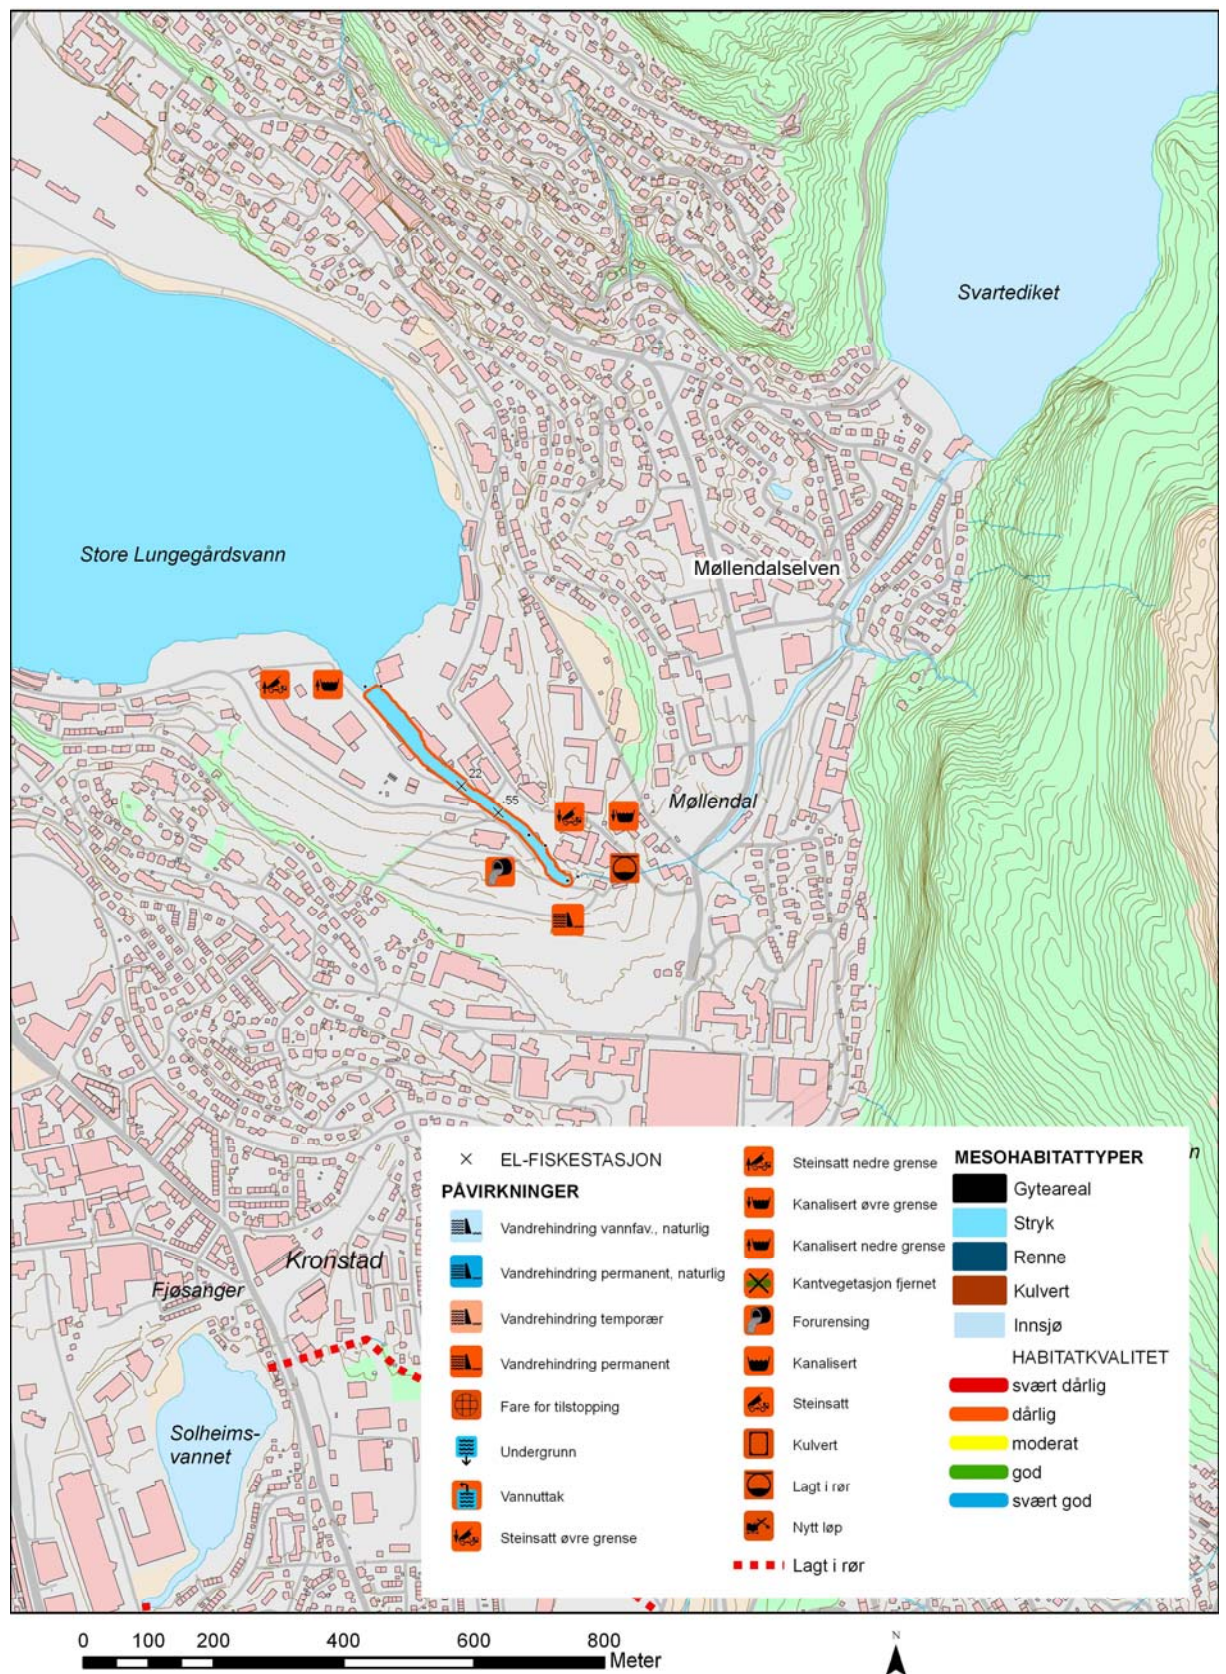 Svartediket
Store Lungegårdsvann
Møllendalselven
22
55
Møllendal
Kronstad
Fjøsanger
Solheims-
vannet
n
EL-FISKESTASJON
PÅVIRKNINGER
Vandrehindring vannfav., naturlig
Vandrehindring permanent, naturlig
Vandrehindring temporær
Vandrehindring permanent
Fare for tilstopping
Undergrunn
Vannuttak
Steinsatt øvre grense
Steinsatt nedre grense
Kanalisert øvre grense
Kanalisert nedre grense
Kantvegetasjon fjernet
Forurensing
Kanalisert
Steinsatt
Kulvert
Lagt i rør
Nytt løp
Lagt i rør
MESOHABITATTYPER
Gyteareal
Stryk
Renne
Kulvert
Innsjø
HABITATKVALITET
svært dårlig
dårlig
moderat
god
svært god
0 100 200 400 600 800
Meter
N